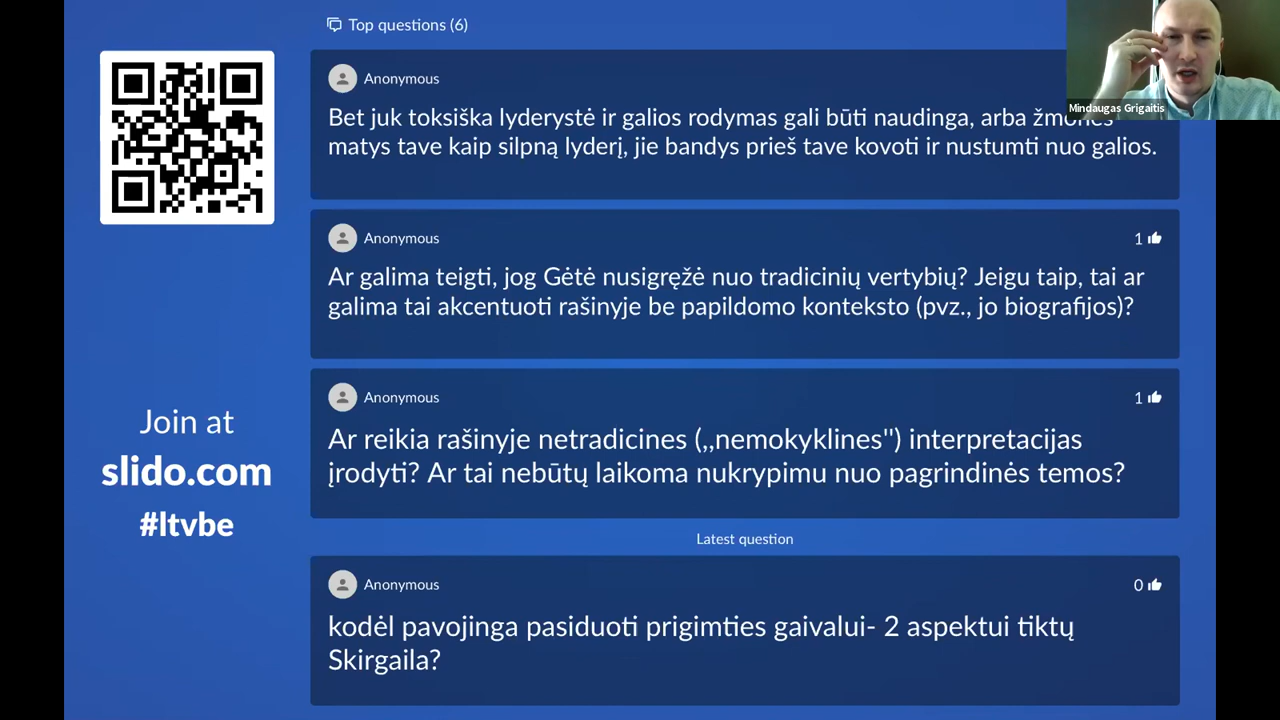 Top questions (6)
Anonymous
Bet juk toksiška lyderystė ir galios rodymas gali būti naudinga, arba žmonės
matys tave kaip silpną lyderį, jie bandys prieš tave kovoti ir nustumti nuo galios.
Mindaugas Grigaitis
Anonymous
1
Ar galima teigti, jog Gėtė nusigręžė nuo tradicinių vertybių? Jeigu taip, tai ar
galima tai akcentuoti rašinyje be papildomo konteksto (pvz., jo biografijos)?
Anonymous
1
Ar reikia rašinyje netradicines (,,nemokyklines'') interpretacijas
įrodyti? Ar tai nebūtų laikoma nukrypimu nuo pagrindinės temos?
Join at
slido.com
#ltvbe
Latest question
Anonymous
0
kodėl pavojinga pasiduoti prigimties gaivalui- 2 aspektui tiktų
Skirgaila?